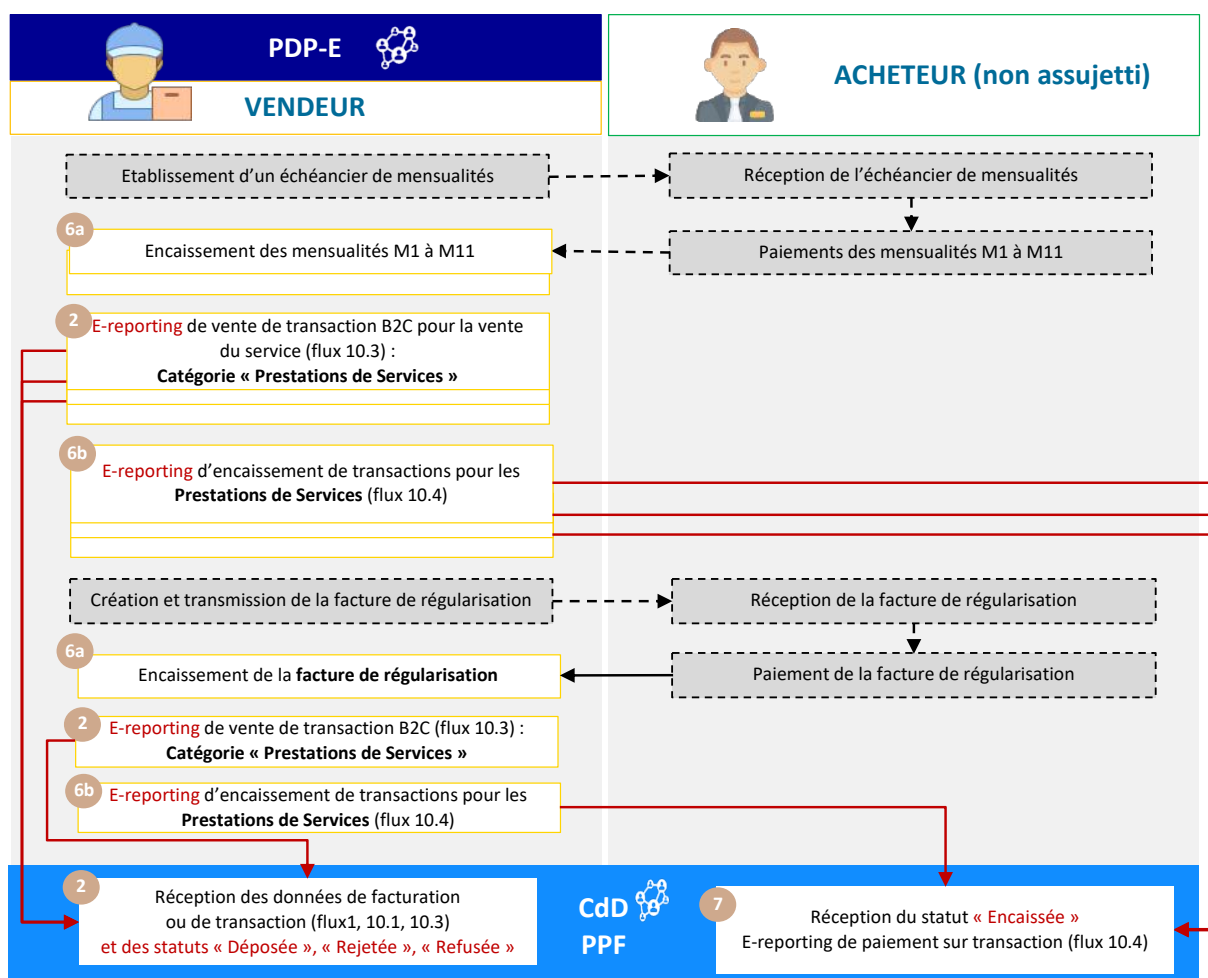 PDP-E
VENDEUR
ACHETEUR (non assujetti)
Etablissement d'un échéancier de mensualités
Réception de l'échéancier de mensualités
6a
Encaissement des mensualités M1 à M11
Paiements des mensualités M1 à M11
2
E-reporting de vente de transaction B2C pour la vente
du service (flux 10.3) :
Catégorie « Prestations de Services »
6b
E-reporting d'encaissement de transactions pour les
Prestations de Services (flux 10.4)
Création et transmission de la facture de régularisation
Réception de la facture de régularisation
6a
Encaissement de la facture de régularisation
Paiement de la facture de régularisation
2
E-reporting de vente de transaction B2C (flux 10.3) :
Catégorie « Prestations de Services »
6b
E-reporting d'encaissement de transactions pour les
Prestations de Services (flux 10.4)
2
Réception des données de facturation
ou de transaction (flux1, 10.1, 10.3)
et des statuts « Déposée », « Rejetée », « Refusée »
CdD
PPF
7
Réception du statut « Encaissée »
E-reporting de paiement sur transaction (flux 10.4)